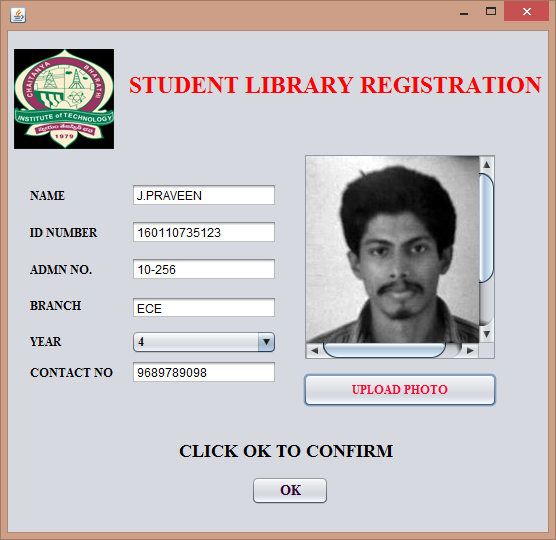 STUDENT LIBRARY REGISTRATION
CHAITANYA BHARATHI
INSTITUTE of TECHNOLOGY
1979
NAME J.PRAVEEN
ID NUMBER 160110735123
ADMN NO. 10-256
BRANCH ECE
YEAR 4
CONTACT NO 9689789098
UPLOAD PHOTO
CLICK OK TO CONFIRM
OK